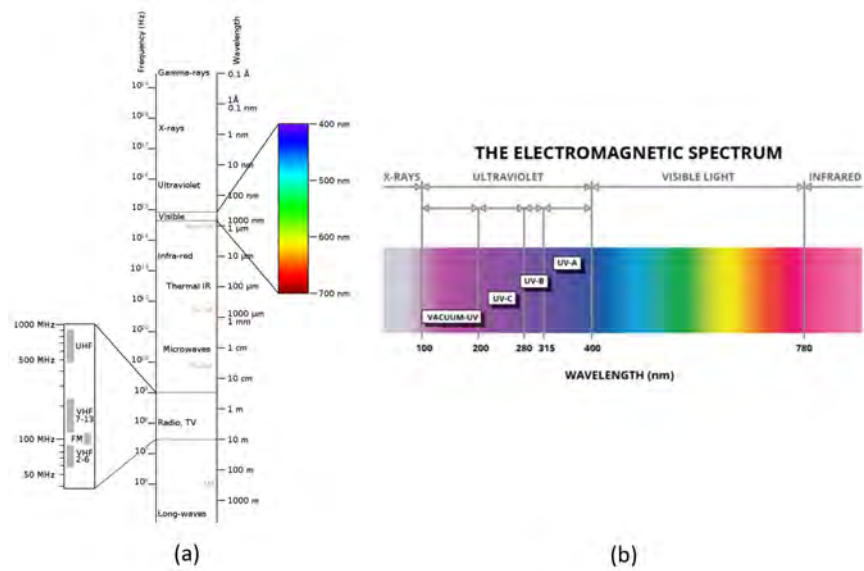 Frequency (Hz)
Wavelength
Gamma-rays
0.1 Å
1Å
0.1 nm
X-rays
1 nm
10 nm
Ultraviolet
100 nm
Visible
1000 nm
1 µm
Infra-red
10 µm
Thermal IR
100 µm
1000 µm
1 mm
Microwaves
1 cm
10 cm
1 m
Radio, TV
10 m
100 m
1000 m
Long-waves
400 nm
500 nm
600 nm
700 nm
1000 MHz
UHF
500 MHz
VHF
7-13
FM
100 MHz
VHF
2-6
50 MHz
(a)
THE ELECTROMAGNETIC SPECTRUM
X-RAYS ULTRAVIOLET VISIBLE LIGHT INFRARED
UV-A
UV-B
UV-C
VACUUM-UV
100 200 280 315 400 780
WAVELENGTH (nm)
(b)